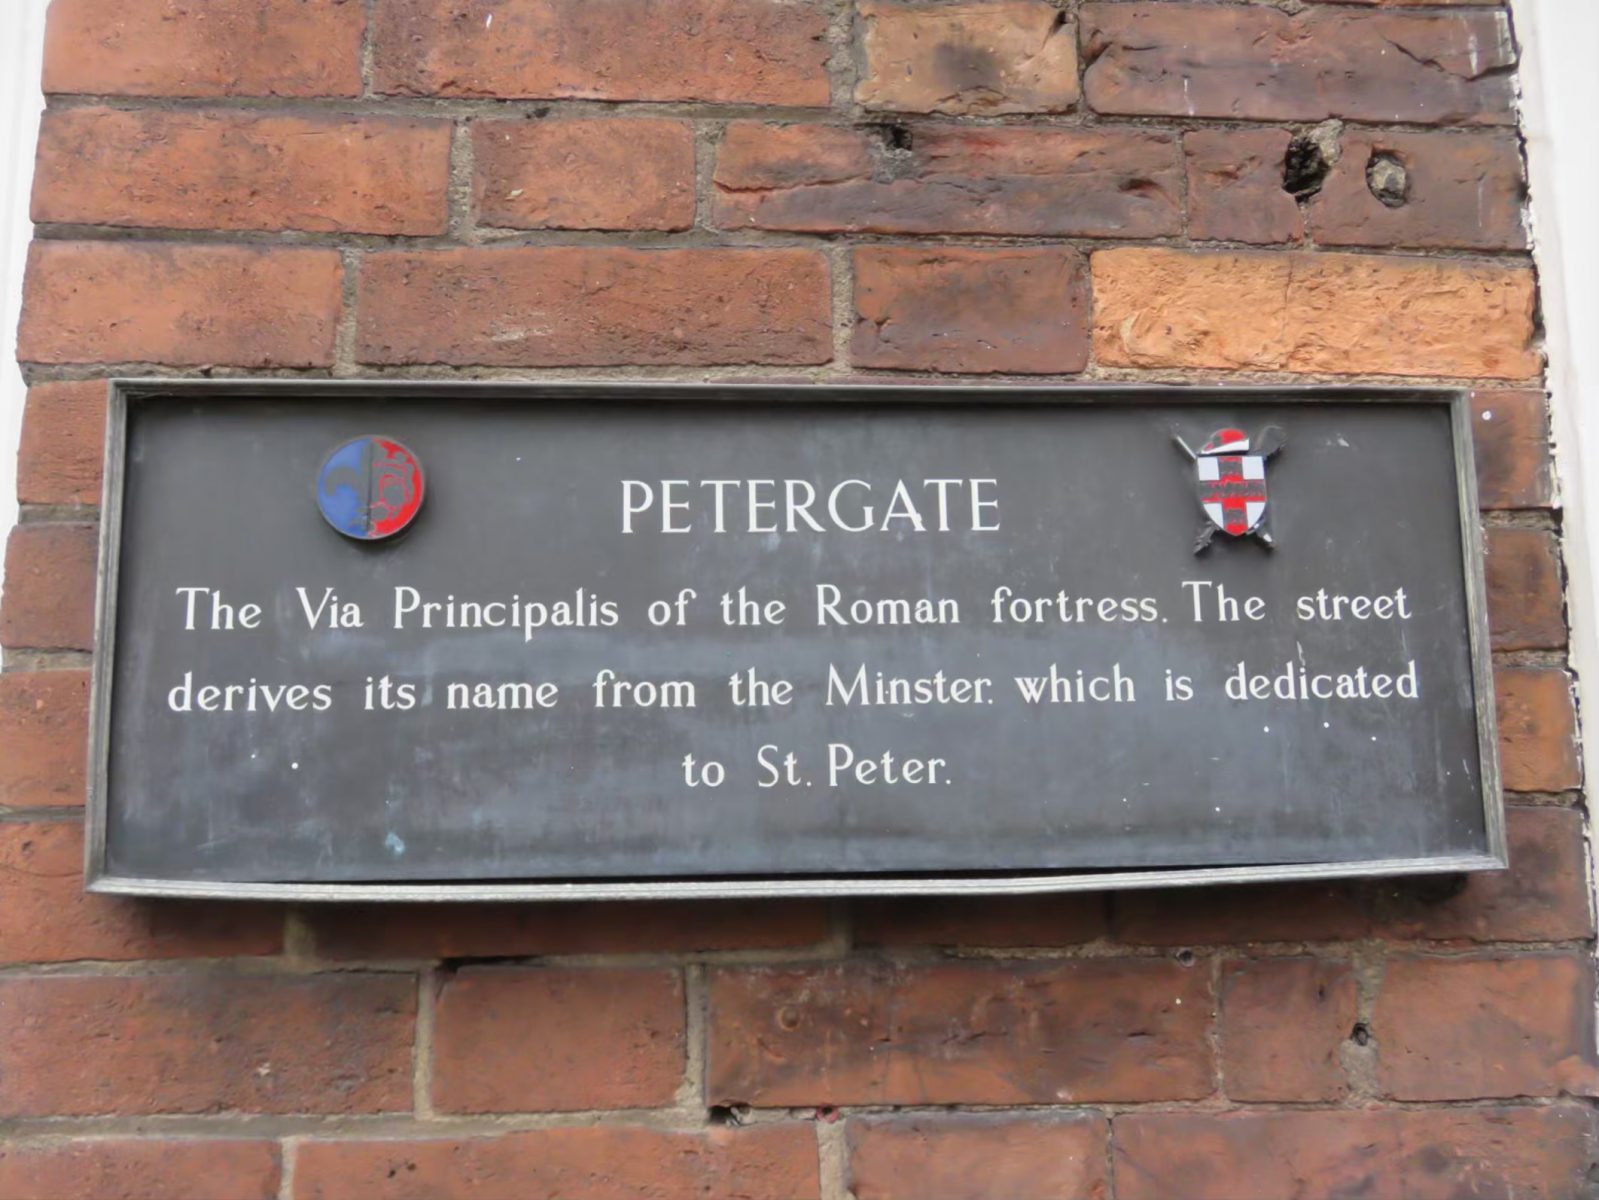 PETERGATE
The Via Principalis of the Roman fortress. The street
derives its name from the Minster. which is dedicated
to St. Peter.